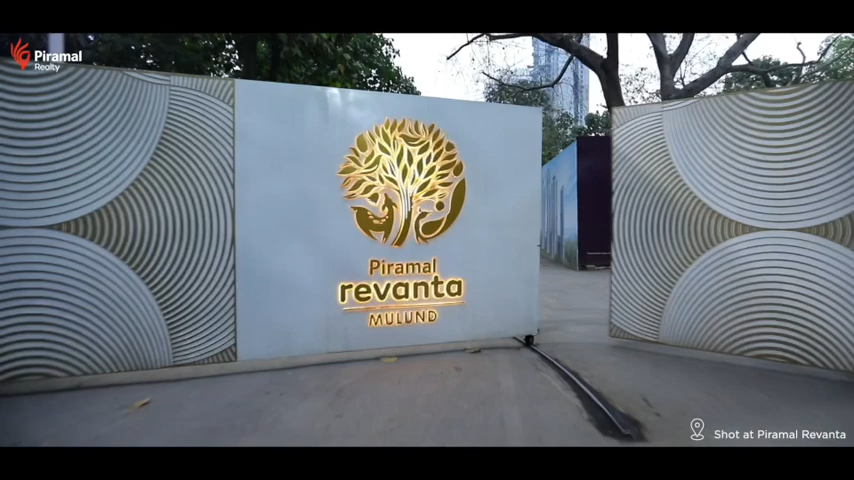 Piramal
Realty
Piramal
revanta
MULUND
Shot at Piramal Revanta